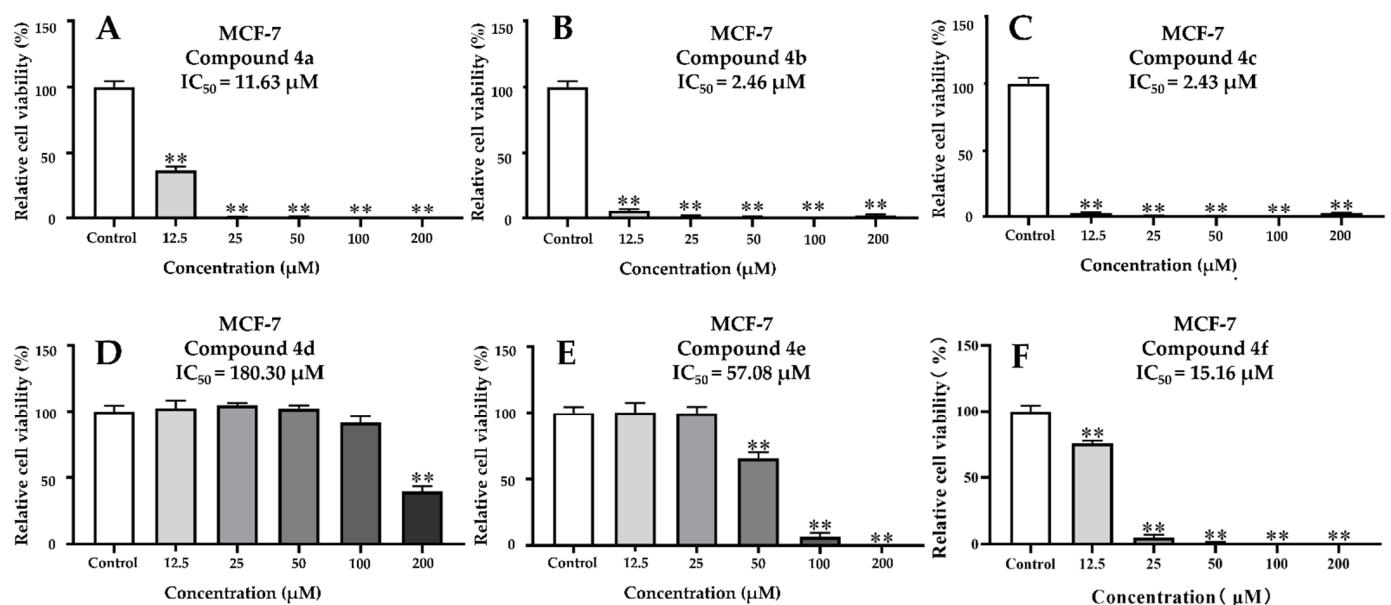 A
MCF-7
Compound 4a
IC50 = 11.63 μM
Relative cell viability (%)
150
100
50
0
**
**
**
**
**
Control
12.5
25
50
100
200
Concentration (μM)
B
MCF-7
Compound 4b
IC50 = 2.46 μM
Relative cell viability (%)
150
100
50
0
**
**
**
**
**
Control
12.5
25
50
100
200
Concentration (μM)
C
MCF-7
Compound 4c
IC50 = 2.43 μM
Relative cell viability (%)
150
100
50
0
**
**
**
**
**
Control
12.5
25
50
100
200
Concentration (μM)
D
MCF-7
Compound 4d
IC50 = 180.30 μM
Relative cell viability (%)
150
100
50
0
**
Control
12.5
25
50
100
200
Concentration (μM)
E
MCF-7
Compound 4e
IC50 = 57.08 μM
Relative cell viability (%)
150
100
50
0
**
**
**
Control
12.5
25
50
100
200
Concentration (μM)
F
MCF-7
Compound 4f
IC50 = 15.16 μM
Relative cell viability( %)
150
100
50
0
**
**
**
**
**
Control
12.5
25
50
100
200
Concentration( μM)